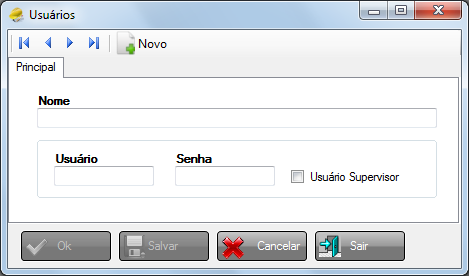 Usuários
Novo
Principal
Nome
Usuário Senha
Usuário Supervisor
Ok Salvar Cancelar Sair